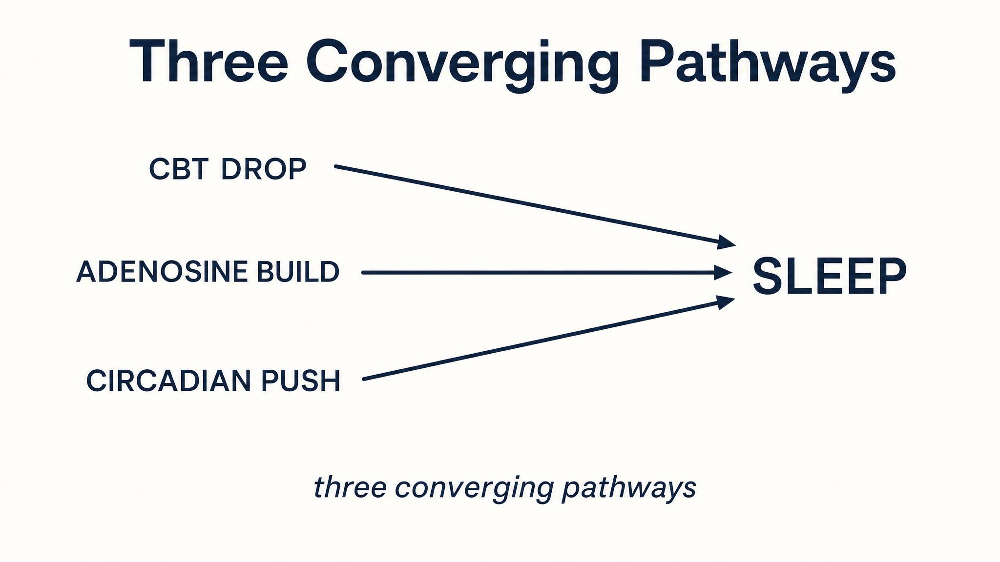 Three Converging Pathways
CBT DROP
ADENOSINE BUILD
SLEEP
CIRCADIAN PUSH
three converging pathways